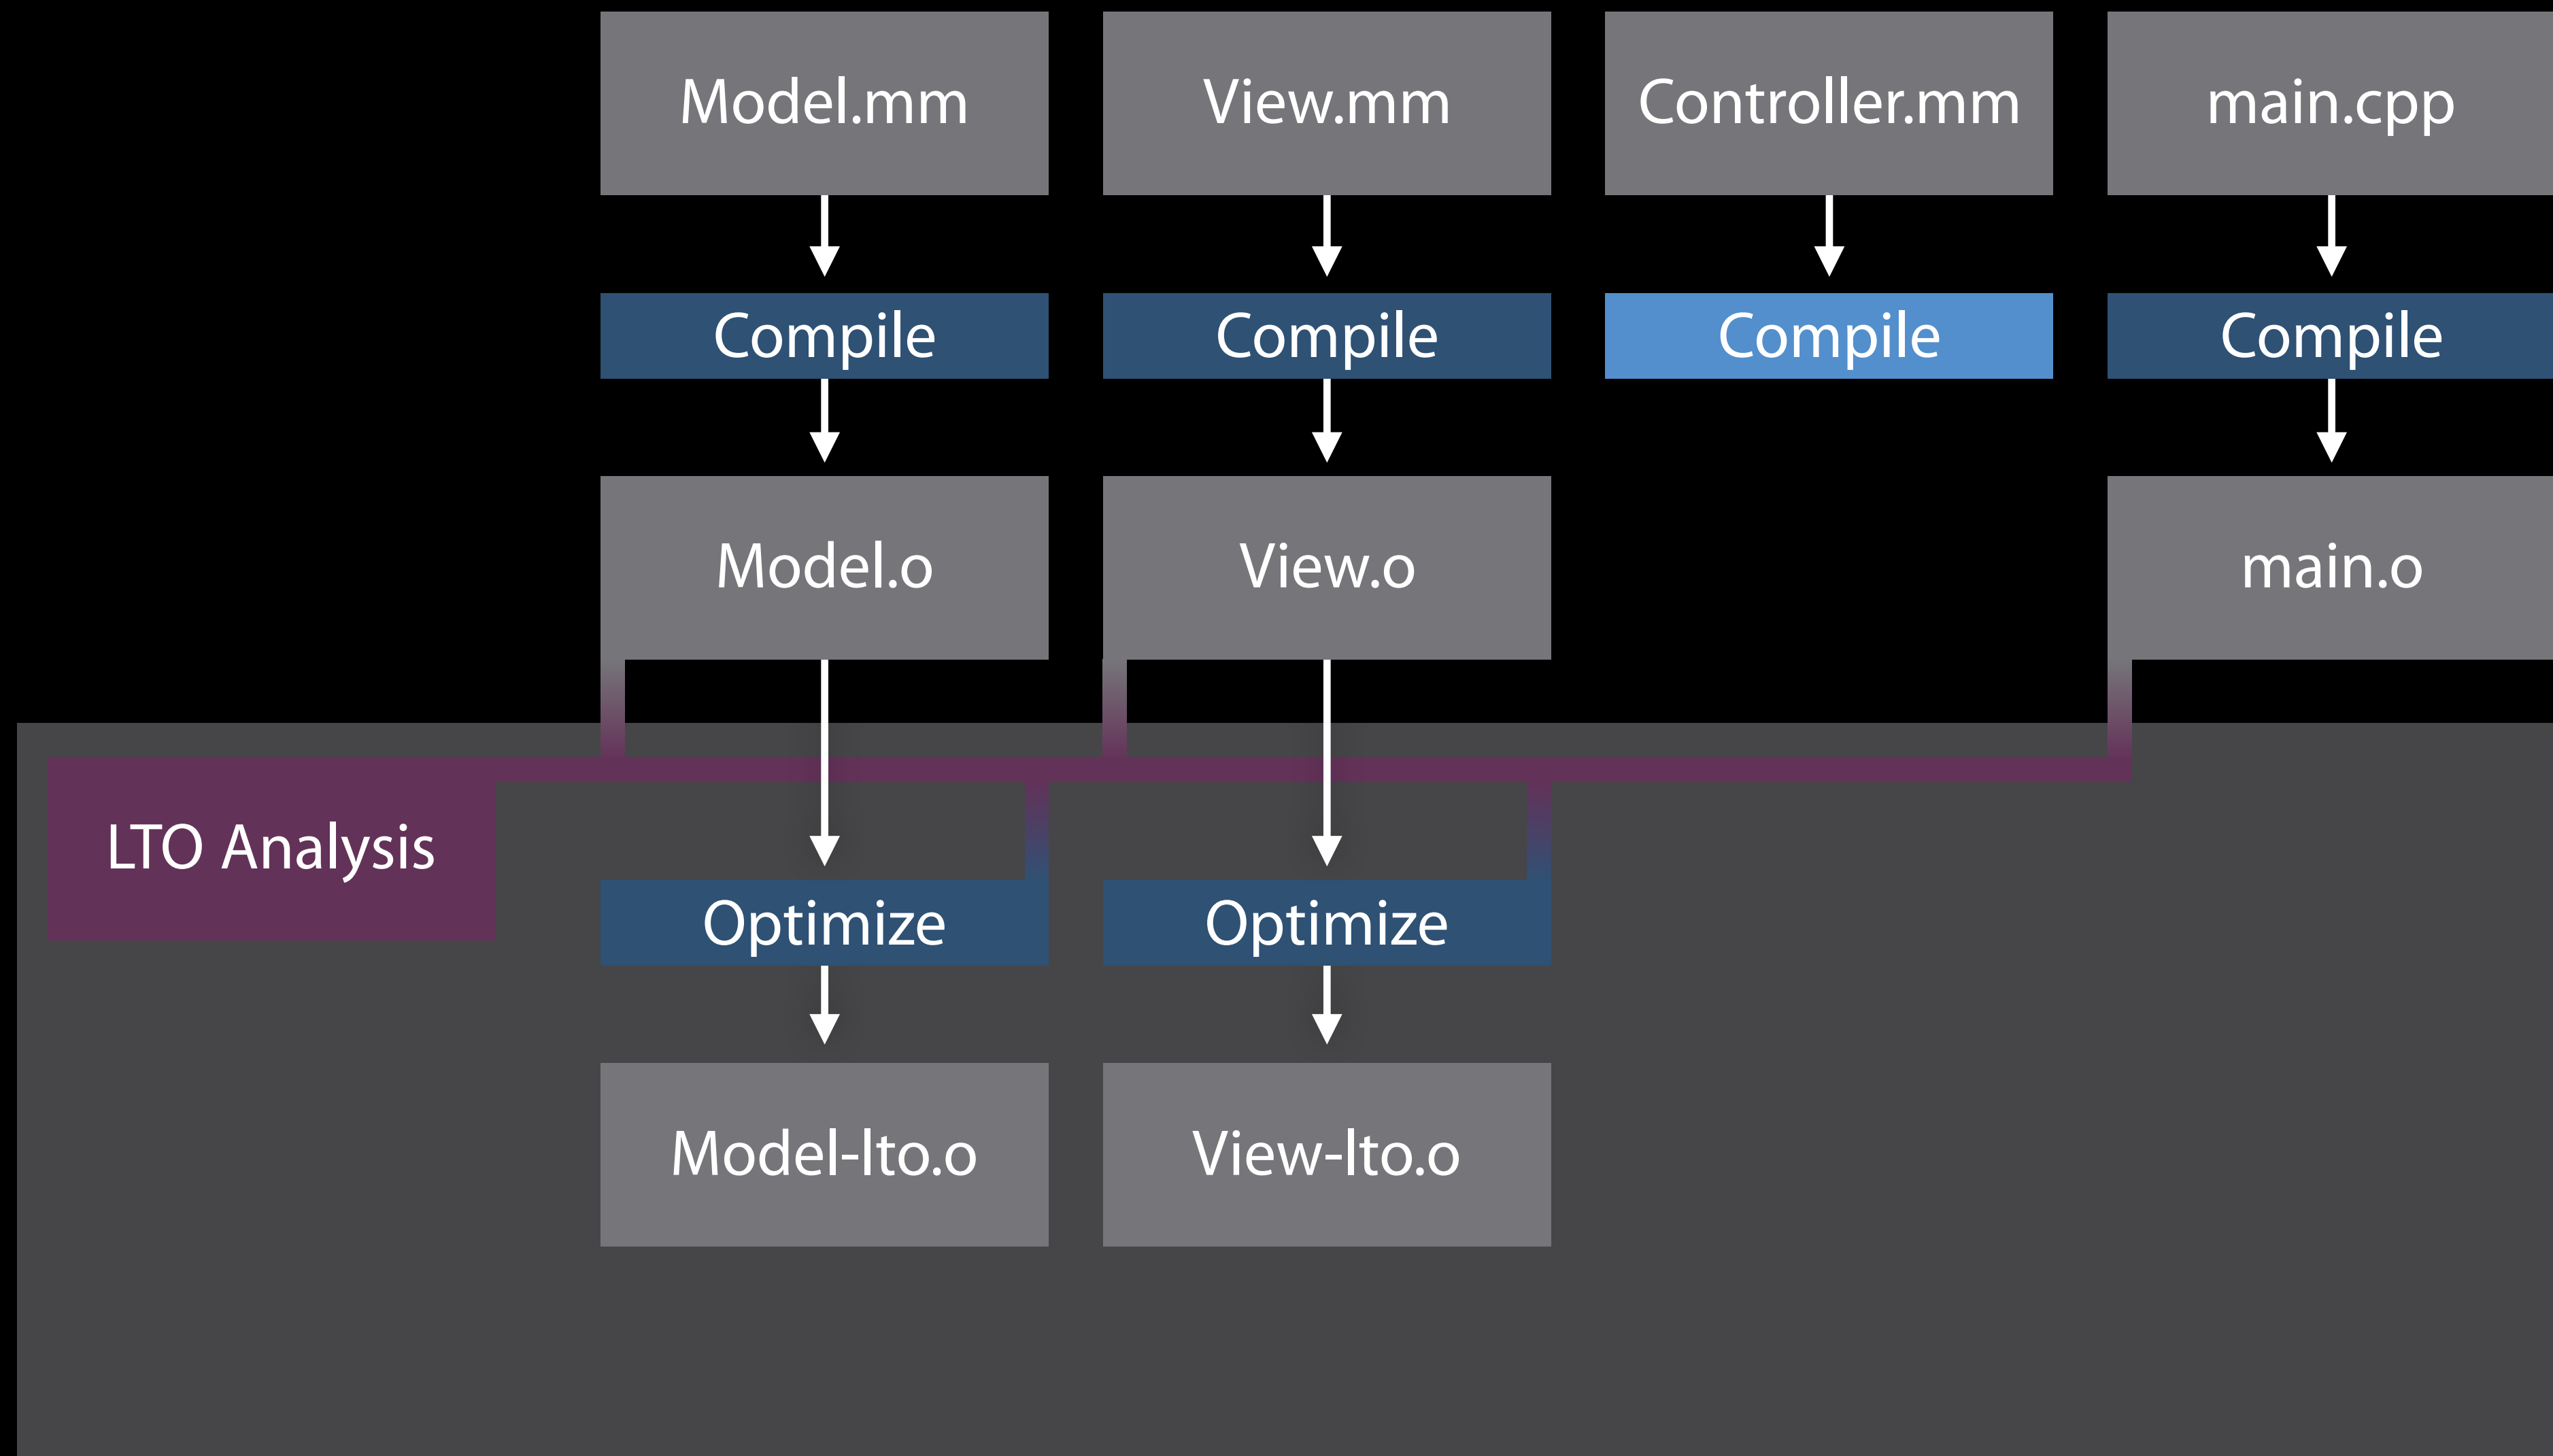 Model.mm
View.mm
Controller.mm
main.cpp
Compile
Compile
Compile
Compile
Model.o
View.o
main.o
LTO Analysis
Optimize
Optimize
Model-lto.o
View-lto.o